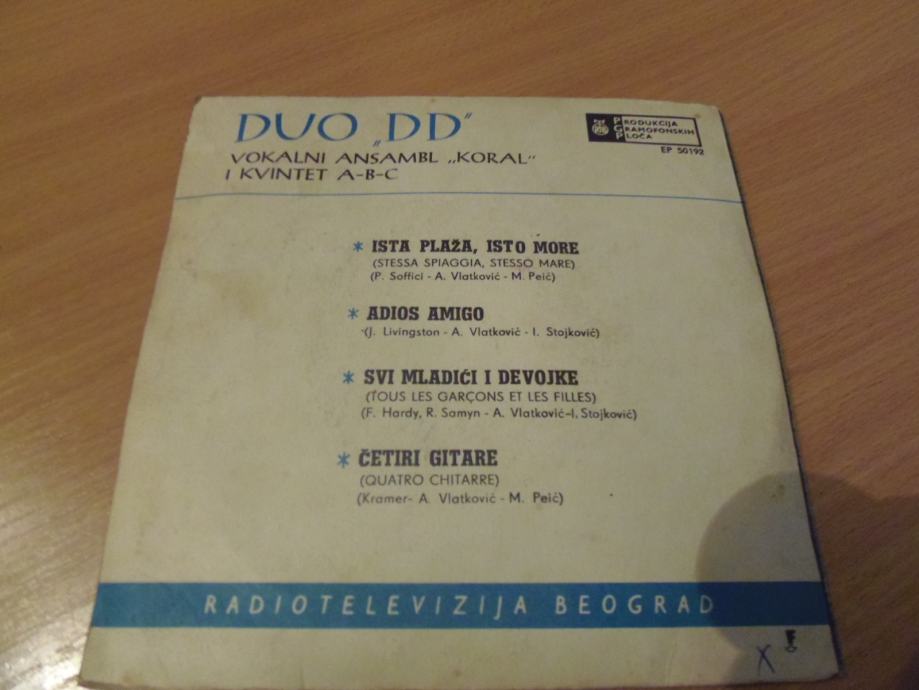 DUO „DD"
VOKALNI ANSAMBL „KORAL"
I KVINTET A-B-C
PRODUKCIJA
GRAMOFONSKIH
PLOČA
EP 50192
* ISTA PLAŽA, ISTO MORE
(STESSA SPIAGGIA, STESSO MARE)
(P. Soffici - A. Vlatković - M. Peić)
* ADIOS AMIGO
(J. Livingston - A. Vlatković - I. Stojković)
* SVI MLADIĆI I DEVOJKE
(TOUS LES GARÇONS ET LES FILLES)
(F. Hardy, R. Samyn - A. Vlatković-I. Stojković)
* ČETIRI GITARE
(QUATRO CHITARRE)
(Kramer- A. Vlatković - M. Peić)
RADIOTELEVIZIJA BEOGRAD
F
X